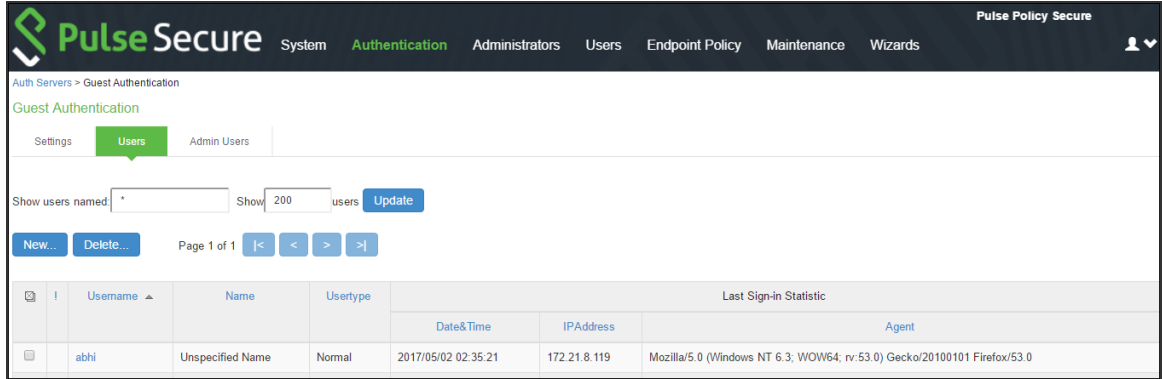 Pulse Policy Secure
Pulse Secure System Authentication Administrators Users Endpoint Policy Maintenance Wizards
Auth Servers > Guest Authentication
Guest Authentication
Settings Users Admin Users
Show users named: * Show 200 users Update
New... Delete... Page 1 of 1 |< < > >|
! Username Name Usertype Last Sign-in Statistic
Date&Time IPAddress Agent
abhi Unspecified Name Normal 2017/05/02 02:35:21 172.21.8.119 Mozilla/5.0 (Windows NT 6.3; WOW64; rv:53.0) Gecko/20100101 Firefox/53.0